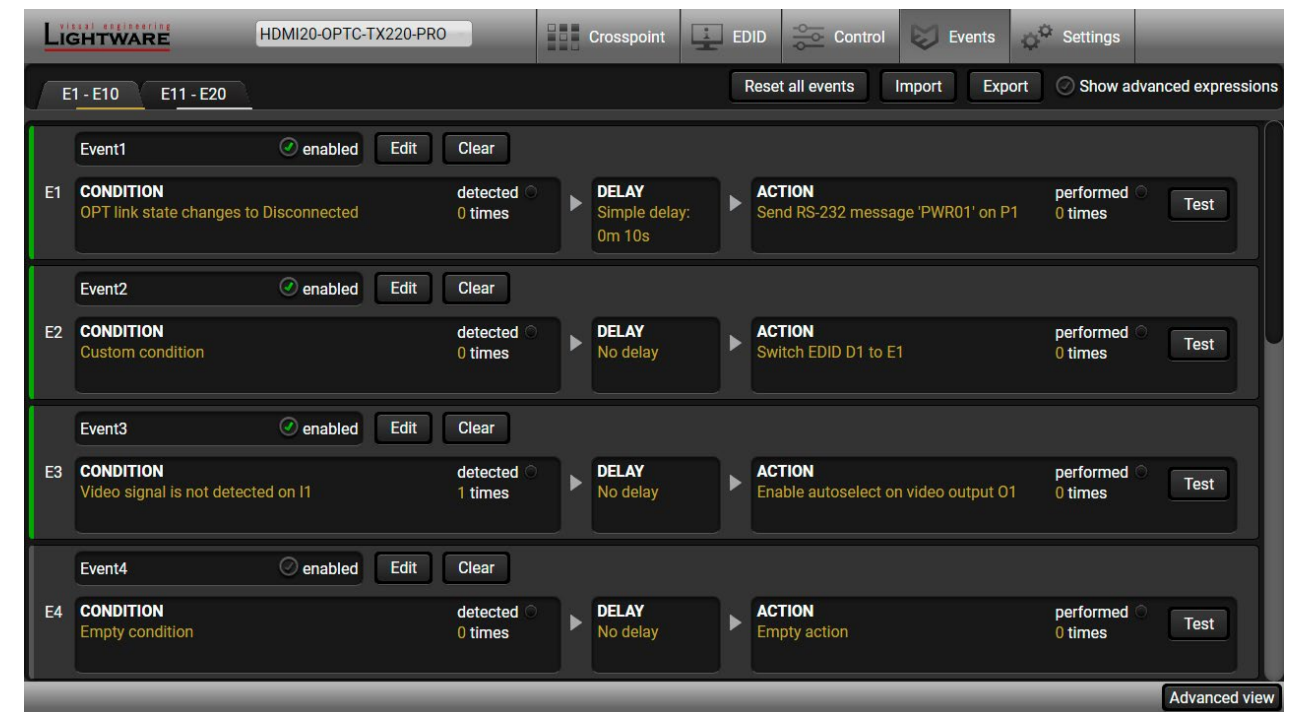 visual engineering
LIGHTWARE
HDMI20-OPTC-TX220-PRO
Crosspoint
EDID
Control
Events
Settings
E1 - E10
E11 - E20
Reset all events
Import
Export
Show advanced expressions
Event1
enabled
Edit
Clear
E1
CONDITION
OPT link state changes to Disconnected
detected
0 times
DELAY
Simple delay:
0m 10s
ACTION
Send RS-232 message 'PWR01' on P1
performed
0 times
Test
Event2
enabled
Edit
Clear
E2
CONDITION
Custom condition
detected
0 times
DELAY
No delay
ACTION
Switch EDID D1 to E1
performed
0 times
Test
Event3
enabled
Edit
Clear
E3
CONDITION
Video signal is not detected on I1
detected
1 times
DELAY
No delay
ACTION
Enable autoselect on video output O1
performed
0 times
Test
Event4
enabled
Edit
Clear
E4
CONDITION
Empty condition
detected
0 times
DELAY
No delay
ACTION
Empty action
performed
0 times
Test
Advanced view